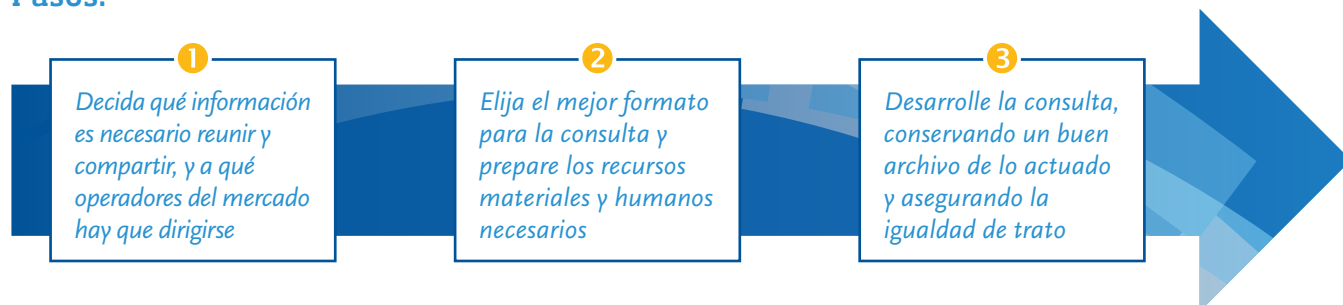 Pasos:
1
Decida qué información
es necesario reunir y
compartir, y a qué
operadores del mercado
hay que dirigirse
2
Elija el mejor formato
para la consulta y
prepare los recursos
materiales y humanos
necesarios
3
Desarrolle la consulta,
conservando un buen
archivo de lo actuado
y asegurando la
igualdad de trato